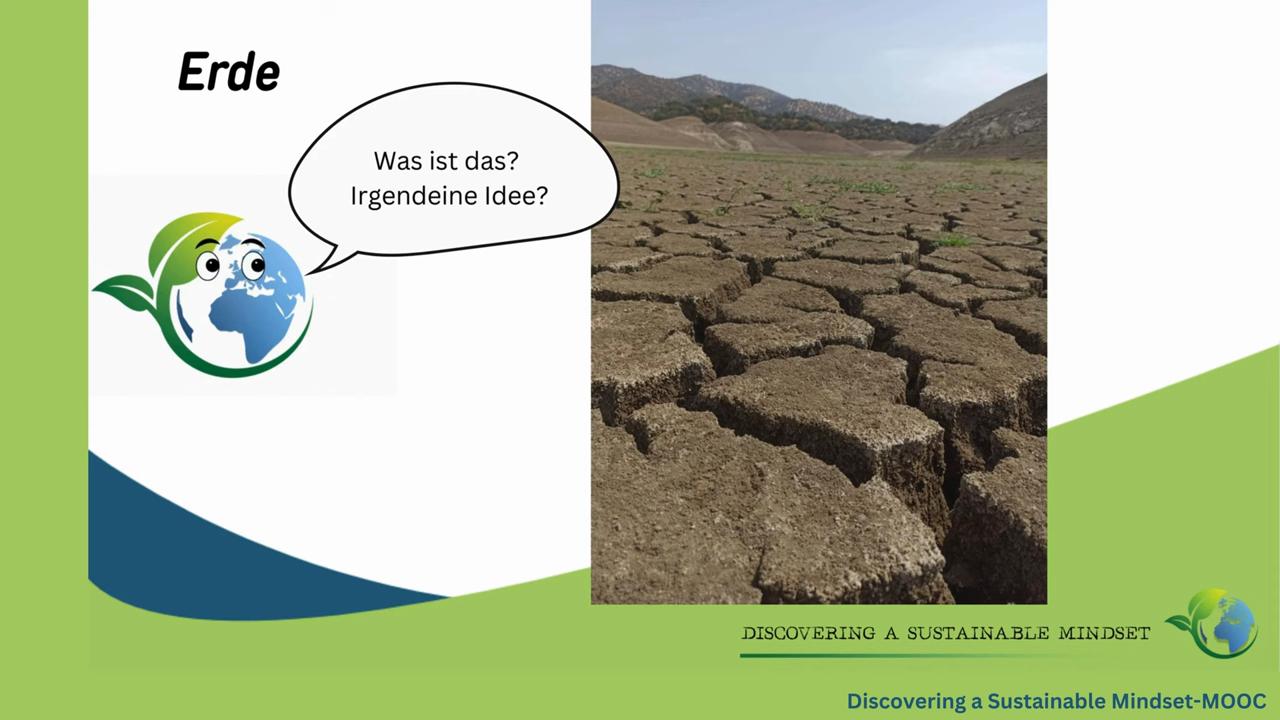 Erde
Was ist das?
Irgendeine Idee?
DISCOVERING A SUSTAINABLE MINDSET
Discovering a Sustainable Mindset-MOOC